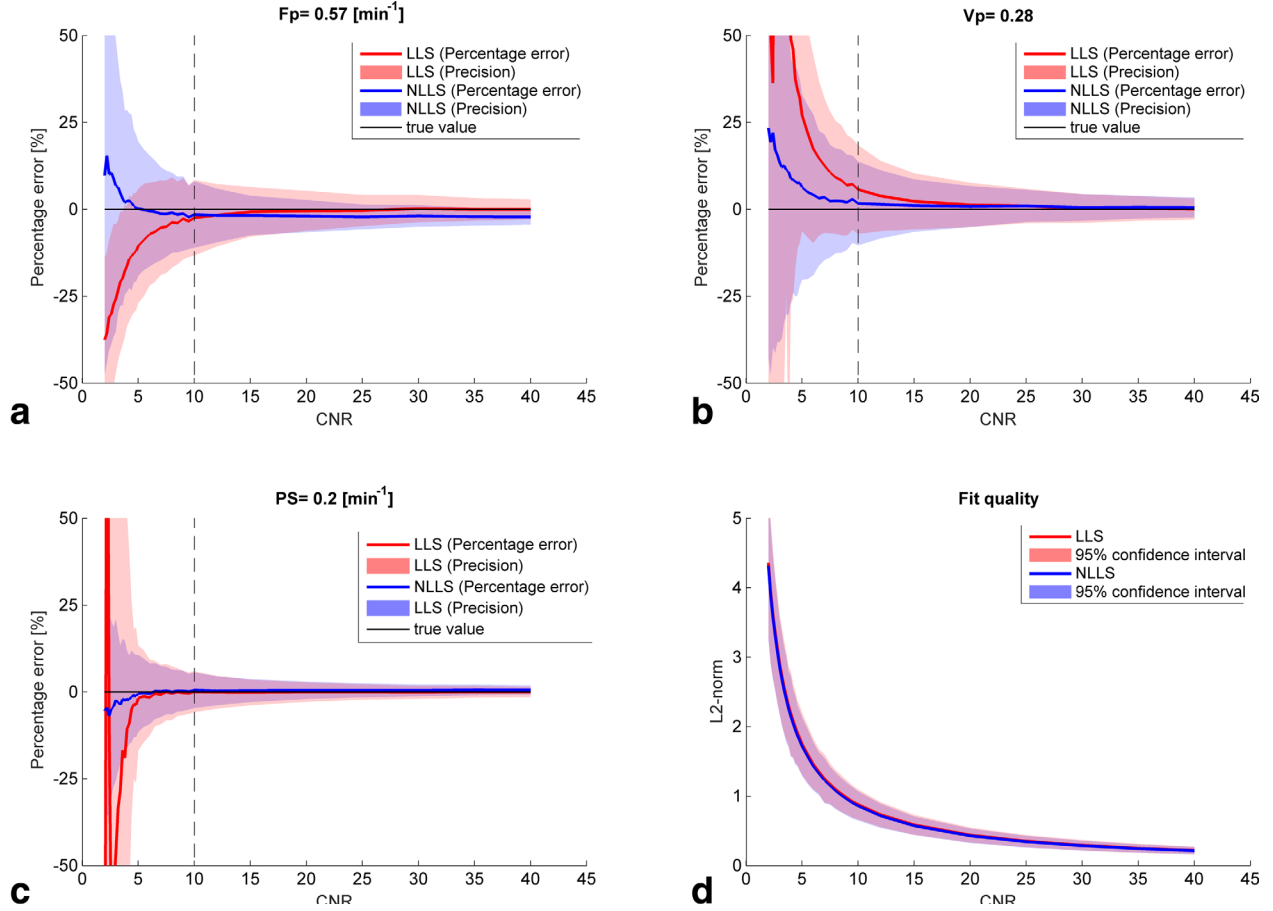 Fp= 0.57 [min-1]
50
25
0
-25
-50
Percentage error [%]
LLS (Percentage error)
LLS (Precision)
NLLS (Percentage error)
NLLS (Precision)
true value
0 5 10 15 20 25 30 35 40 45
CNR
a
Vp= 0.28
50
25
0
-25
-50
Percentage error [%]
LLS (Percentage error)
LLS (Precision)
NLLS (Percentage error)
NLLS (Precision)
true value
0 5 10 15 20 25 30 35 40 45
CNR
b
PS= 0.2 [min-1]
50
25
0
-25
-50
Percentage error [%]
LLS (Percentage error)
LLS (Precision)
NLLS (Percentage error)
LLS (Precision)
true value
0 5 10 15 20 25 30 35 40 45
CNR
c
Fit quality
5
4
3
2
1
0
L2-norm
LLS
95% confidence interval
NLLS
95% confidence interval
0 5 10 15 20 25 30 35 40 45
CNR
d